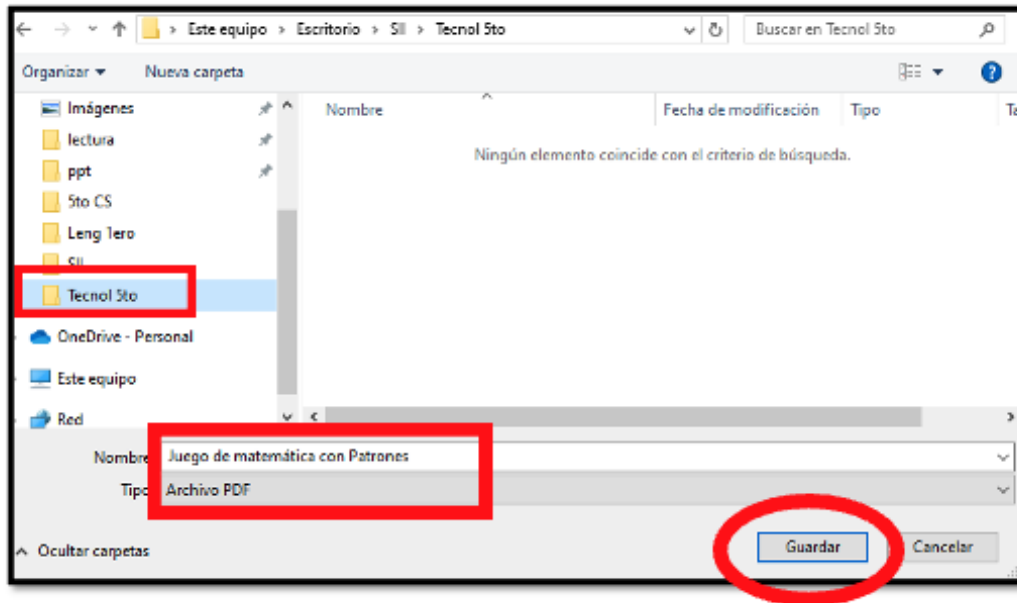 Este equipo > Escritorio > SII > Tecnol 5to
Buscar en Tecnol 5to
Organizar
Nueva carpeta
Imágenes
lectura
ppt
5to CS
Leng 1ero
SII
Tecnol 5to
OneDrive - Personal
Este equipo
Red
Nombre
Fecha de modificación
Tipo
Ta
Ningún elemento coincide con el criterio de búsqueda.
Nombre Juego de matemática con Patrones
Tipo Archivo PDF
Ocultar carpetas
Guardar
Cancelar